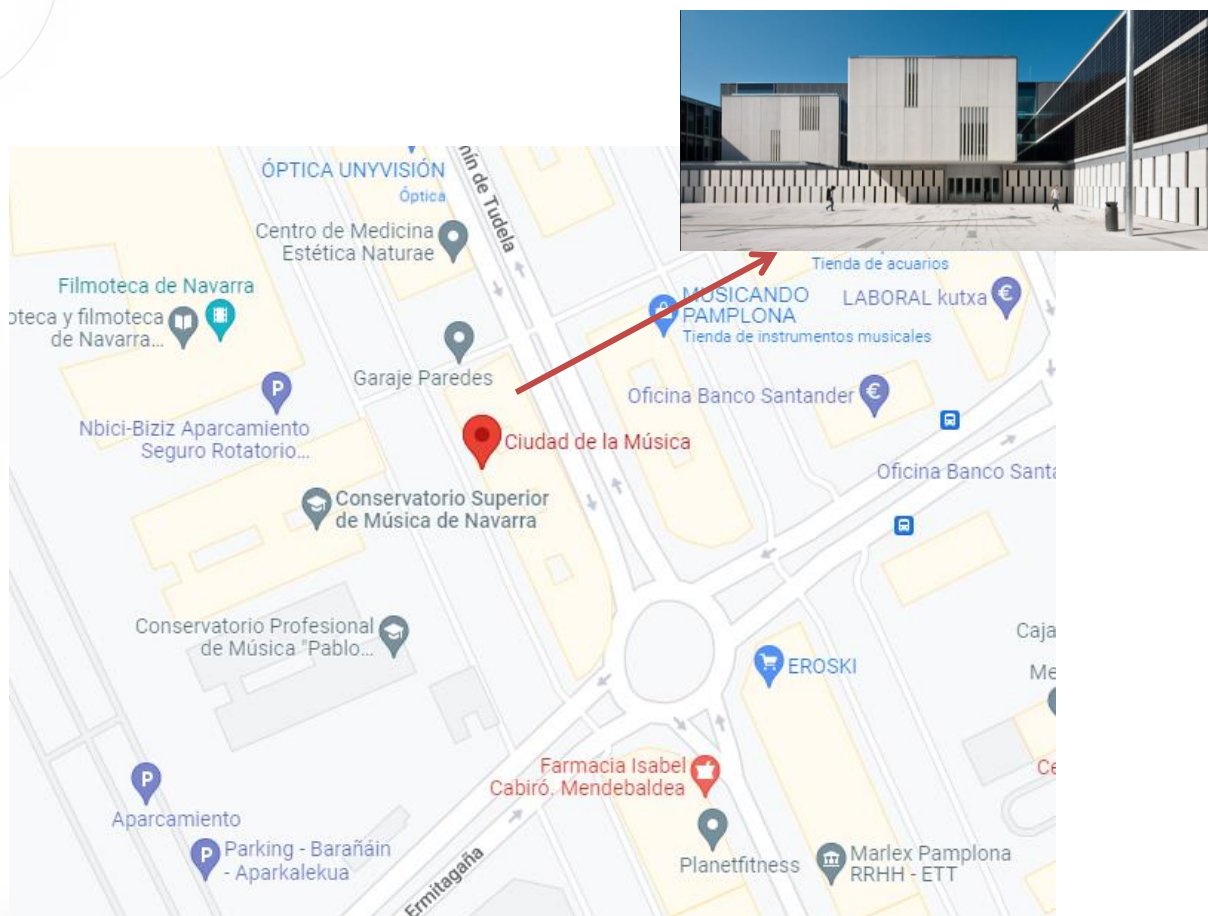 ÓPTICA UNYVISIÓN
Óptica
nín de Tudela
Centro de Medicina
Estética Naturae
Tienda de acuarios
Filmoteca de Navarra
oteca y filmoteca
de Navarra...
MUSICANDO
PAMPLONA
Tienda de instrumentos musicales
LABORAL kutxa
€
Garaje Paredes
Oficina Banco Santander
€
P
Nbici-Biziz Aparcamiento
Seguro Rotatorio...
Ciudad de la Música
Oficina Banco Santa
Conservatorio Superior
de Música de Navarra
Conservatorio Profesional
de Música "Pablo...
Caja
Me
EROSKI
Farmacia Isabel
Cabiró. Mendebaldea
Ce
P
Aparcamiento
P
Parking - Barañáin
- Aparkalekua
Ermitagaña
Planetfitness
Marlex Pamplona
RRHH - ETT